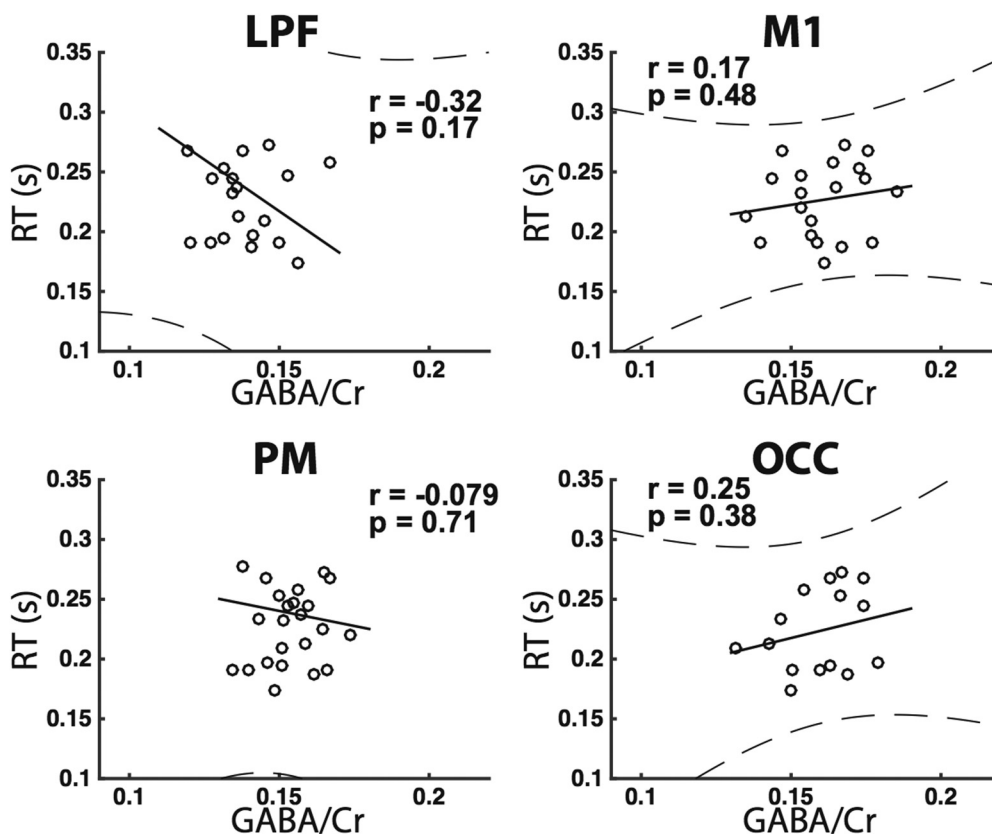 LPF
0.35
0.3
0.25
0.2
0.15
0.1
RT (s)
r = -0.32
p = 0.17
0.1 0.15 0.2
GABA/Cr
M1
0.35
0.3
0.25
0.2
0.15
0.1
RT (s)
r = 0.17
p = 0.48
0.1 0.15 0.2
GABA/Cr
PM
0.35
0.3
0.25
0.2
0.15
0.1
RT (s)
r = -0.079
p = 0.71
0.1 0.15 0.2
GABA/Cr
OCC
0.35
0.3
0.25
0.2
0.15
0.1
RT (s)
r = 0.25
p = 0.38
0.1 0.15 0.2
GABA/Cr